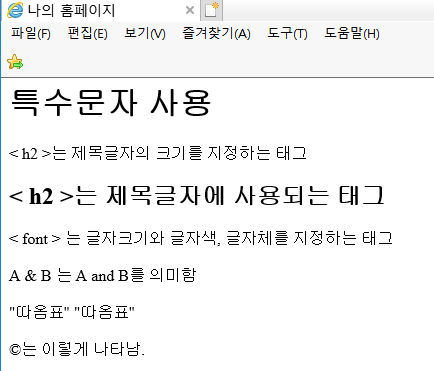 나의 홈페이지
파일(F) 편집(E) 보기(V) 즐겨찾기(A) 도구(T) 도움말(H)
특수문자 사용
< h2 >는 제목글자의 크기를 지정하는 태그
< h2 >는 제목글자에 사용되는 태그
< font > 는 글자크기와 글자색, 글자체를 지정하는 태그
A & B 는 A and B를 의미함
"따옴표" "따옴표"
©는 이렇게 나타남.